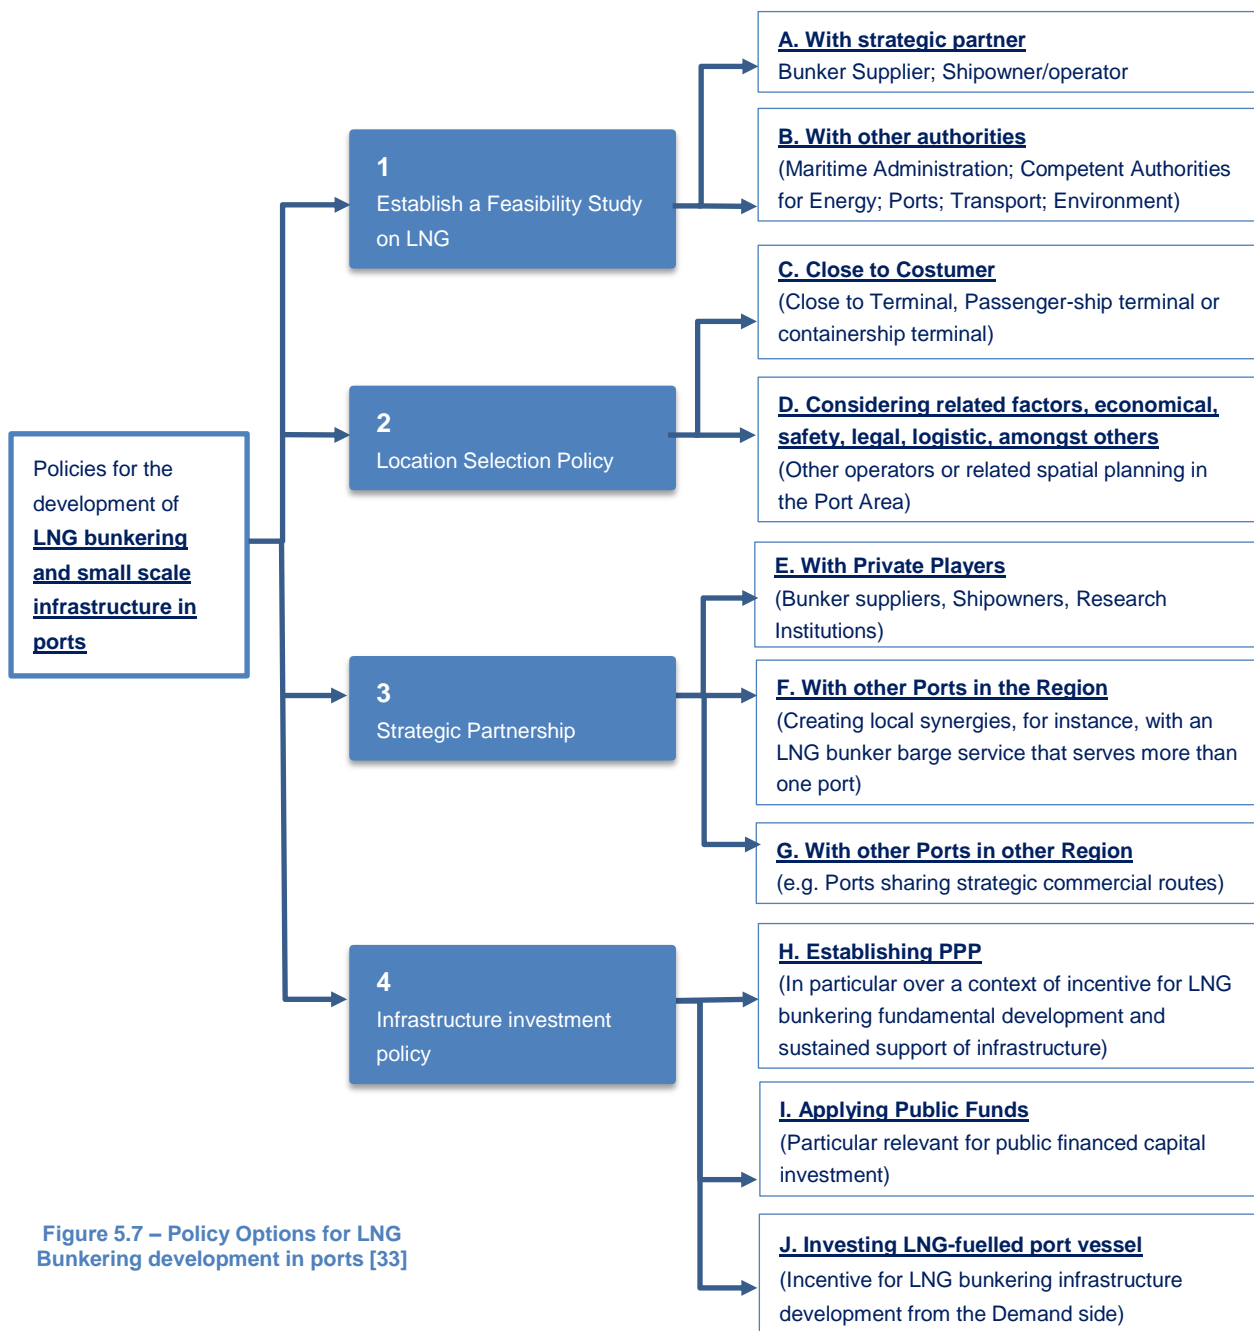 Policies for the
development of
LNG bunkering
and small scale
infrastructure in
ports
1
Establish a Feasibility Study
on LNG
A. With strategic partner
Bunker Supplier; Shipowner/operator
B. With other authorities
(Maritime Administration; Competent Authorities
for Energy; Ports; Transport; Environment)
2
Location Selection Policy
C. Close to Costumer
(Close to Terminal, Passenger-ship terminal or
containership terminal)
D. Considering related factors, economical,
safety, legal, logistic, amongst others
(Other operators or related spatial planning in
the Port Area)
3
Strategic Partnership
E. With Private Players
(Bunker suppliers, Shipowners, Research
Institutions)
F. With other Ports in the Region
(Creating local synergies, for instance, with an
LNG bunker barge service that serves more than
one port)
G. With other Ports in other Region
(e.g. Ports sharing strategic commercial routes)
4
Infrastructure investment
policy
H. Establishing PPP
(In particular over a context of incentive for LNG
bunkering fundamental development and
sustained support of infrastructure)
I. Applying Public Funds
(Particular relevant for public financed capital
investment)
J. Investing LNG-fuelled port vessel
(Incentive for LNG bunkering infrastructure
development from the Demand side)
Figure 5.7 – Policy Options for LNG
Bunkering development in ports [33]